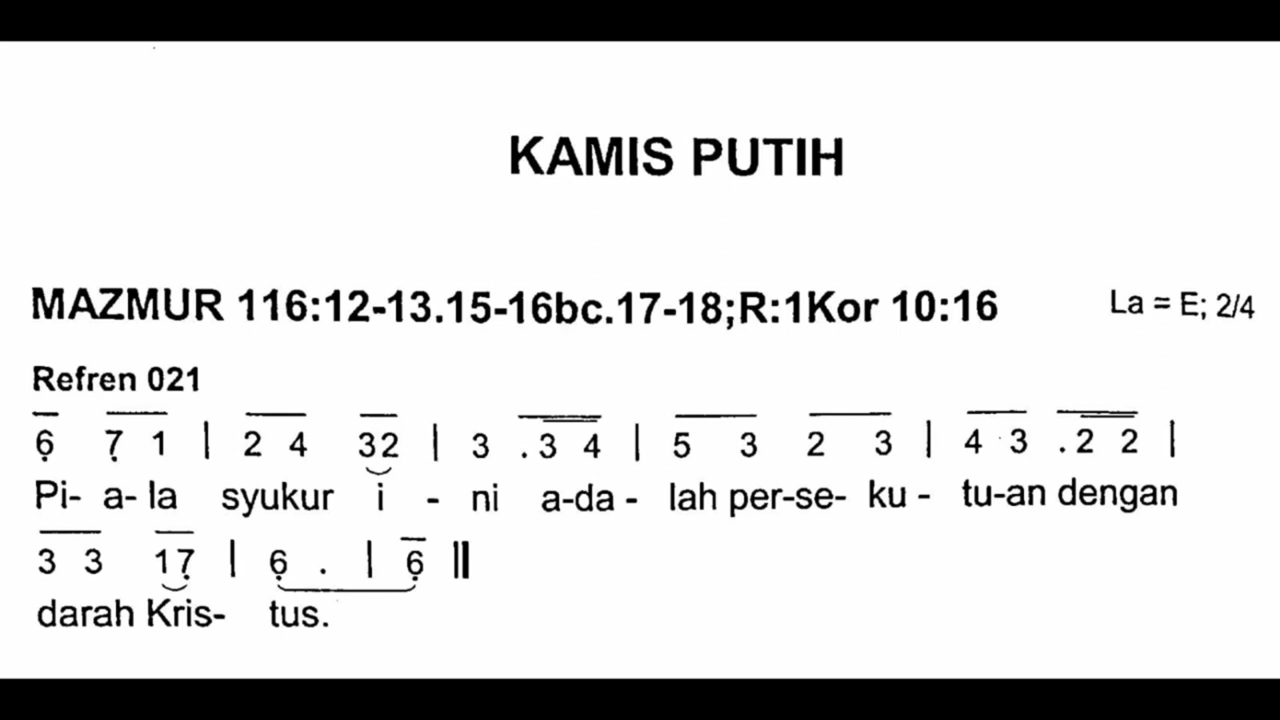 KAMIS PUTIH
MAZMUR 116:12-13.15-16bc.17-18;R:1Kor 10:16
La = E; 2/4
Refren 021
6̣ 7̣ 1 | 2 4 32 | 3 .3 4 | 5 3 2 3 | 4 3 .2 2 |
Pi- a- la syukur i - ni a-da - lah per-se- ku - tu-an dengan
3 3 17̣ | 6̣ . | 6̣ ||
darah Kris- tus.